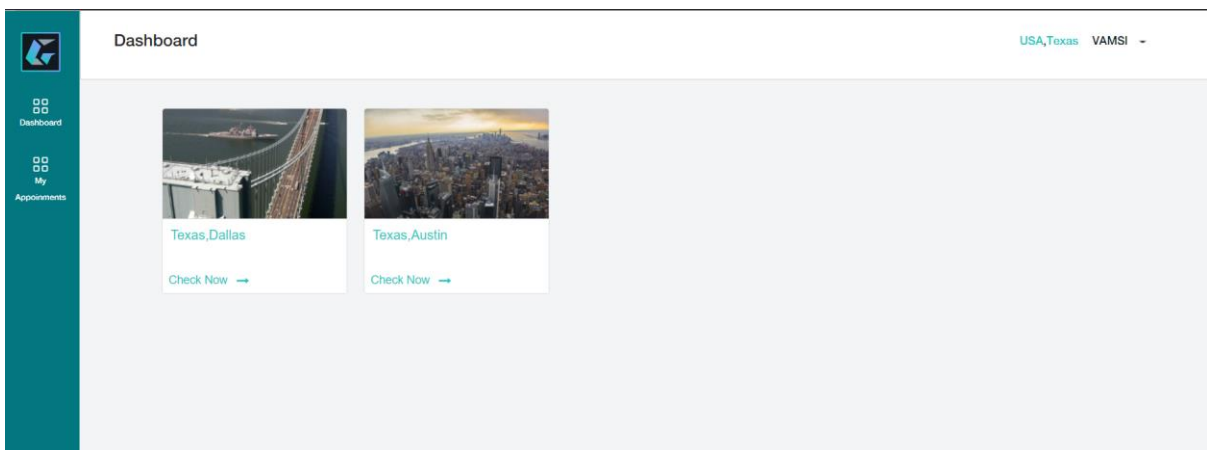 Dashboard
USA,Texas VAMSI
Dashboard
My
Appoinments
Texas,Dallas
Check Now
Texas,Austin
Check Now